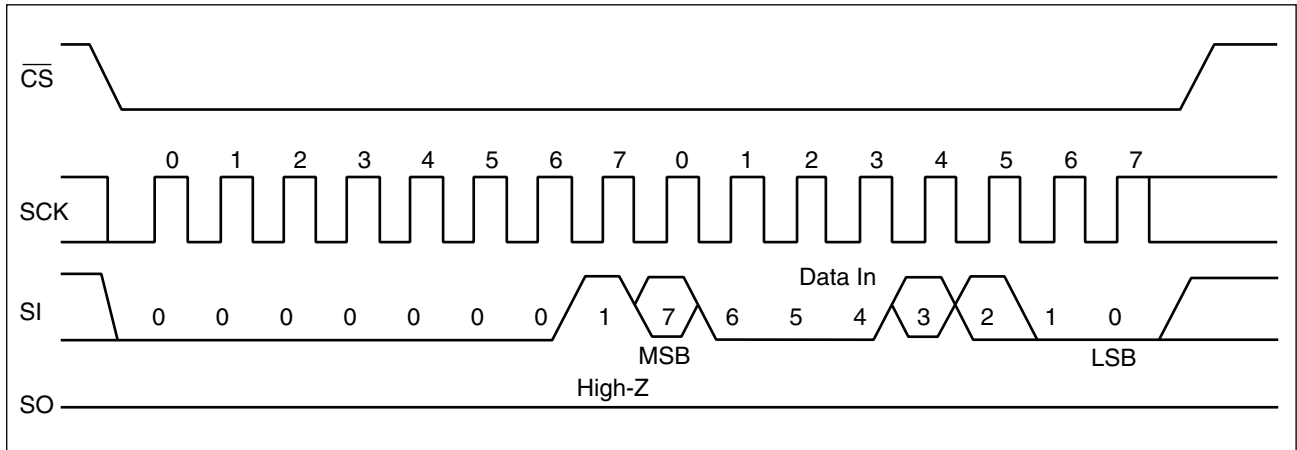 CS
0 1 2 3 4 5 6 7 0 1 2 3 4 5 6 7
SCK
Data In
SI 0 0 0 0 0 0 0 1 7 6 5 4 3 2 1 0
MSB LSB
High-Z
SO